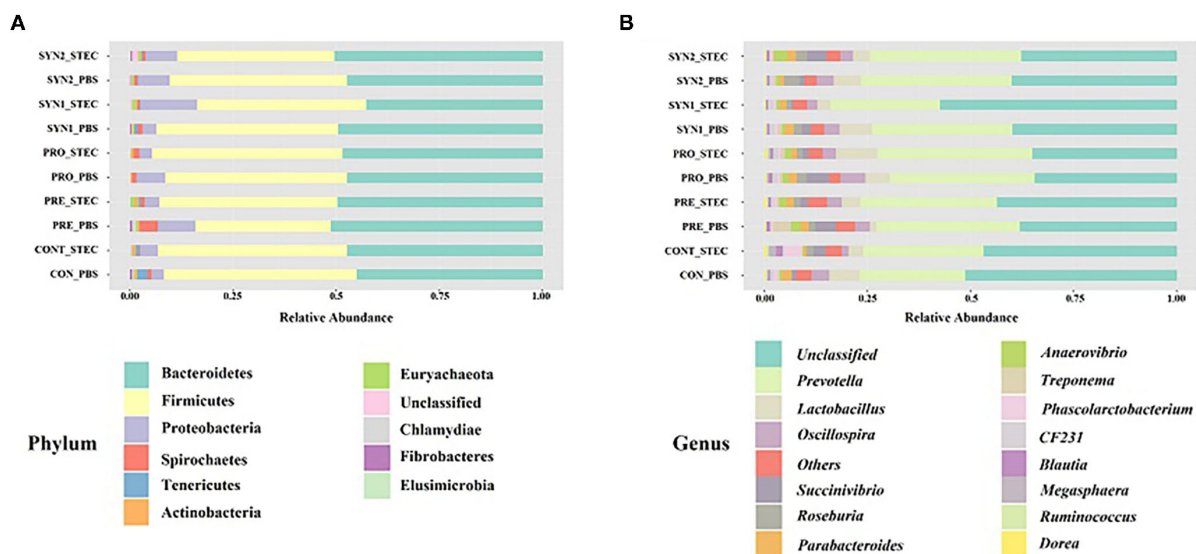 A
SYN2_STEC
SYN2_PBS
SYN1_STEC
SYN1_PBS
PRO_STEC
PRO_PBS
PRE_STEC
PRE_PBS
CONT_STEC
CON_PBS
0.00 0.25 0.5 0.75 1.00
Relative Abundance
Phylum
Bacteroidetes
Firmicutes
Proteobacteria
Spirochaetes
Tenericutes
Actinobacteria
Euryachaeota
Unclassified
Chlamydiae
Fibrobacteres
Elusimicrobia
B
SYN2_STEC
SYN2_PBS
SYN1_STEC
SYN1_PBS
PRO_STEC
PRO_PBS
PRE_STEC
PRE_PBS
CONT_STEC
CON_PBS
0.00 0.25 0.5 0.75 1.00
Relative Abundance
Genus
Unclassified
Prevotella
Lactobacillus
Oscillospira
Others
Succinivibrio
Roseburia
Parabacteroides
Anaerovibrio
Treponema
Phascolarctobacterium
CF231
Blautia
Megasphaera
Ruminococcus
Dorea